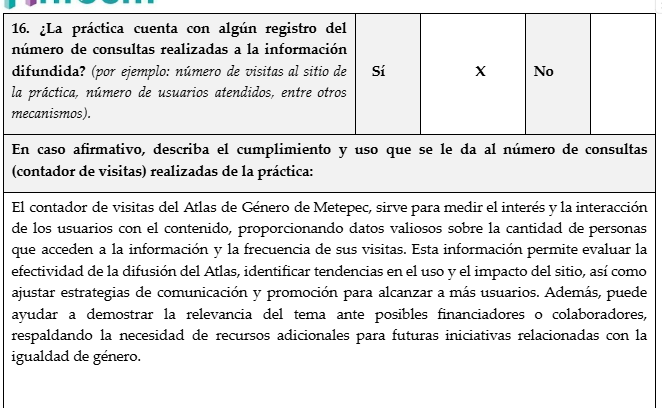 16. ¿La práctica cuenta con algún registro del
número de consultas realizadas a la información
difundida? (por ejemplo: número de visitas al sitio de
la práctica, número de usuarios atendidos, entre otros
mecanismos).
Sí
X
No
En caso afirmativo, describa el cumplimiento y uso que se le da al número de consultas
(contador de visitas) realizadas de la práctica:
El contador de visitas del Atlas de Género de Metepec, sirve para medir el interés y la interacción
de los usuarios con el contenido, proporcionando datos valiosos sobre la cantidad de personas
que acceden a la información y la frecuencia de sus visitas. Esta información permite evaluar la
efectividad de la difusión del Atlas, identificar tendencias en el uso y el impacto del sitio, así como
ajustar estrategias de comunicación y promoción para alcanzar a más usuarios. Además, puede
ayudar a demostrar la relevancia del tema ante posibles financiadores o colaboradores,
respaldando la necesidad de recursos adicionales para futuras iniciativas relacionadas con la
igualdad de género.